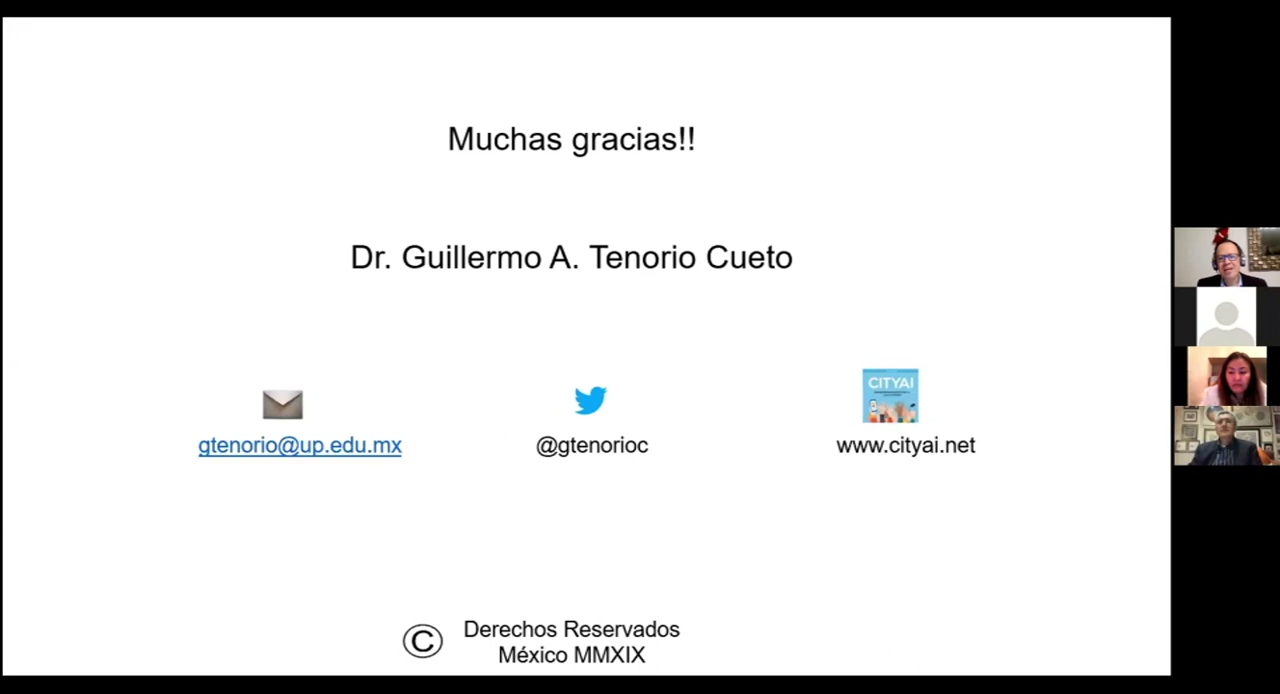 Muchas gracias!!
Dr. Guillermo A. Tenorio Cueto
CITYAI
gtenorio@up.edu.mx
@gtenorioc
www.cityai.net
© Derechos Reservados
México MMXIX